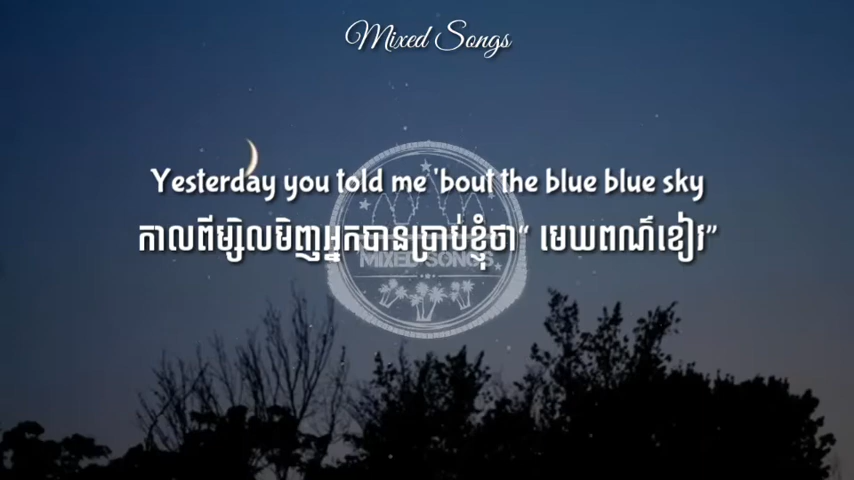 Mixed Songs
Yesterday you told me 'bout the blue blue sky
កាលពីម្សិលមិញអ្នកបានប្រាប់ខ្ញុំថា“ មេឃពណ៌ខៀវ”
MIXED SONGS